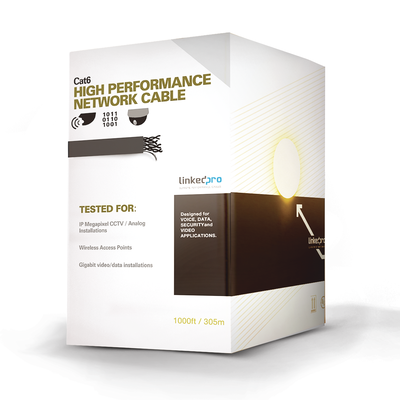 Cat6
HIGH PERFORMANCE
NETWORK CABLE
1011
0110
1001
linkedpro
TESTED FOR:
IP Megapixel CCTV / Analog
Installations
Wireless Access Points
Gigabit video/data installations
Designed for
VOICE, DATA,
SECURITYand
VIDEO
APPLICATIONS.
1000ft / 305m
linkedpro